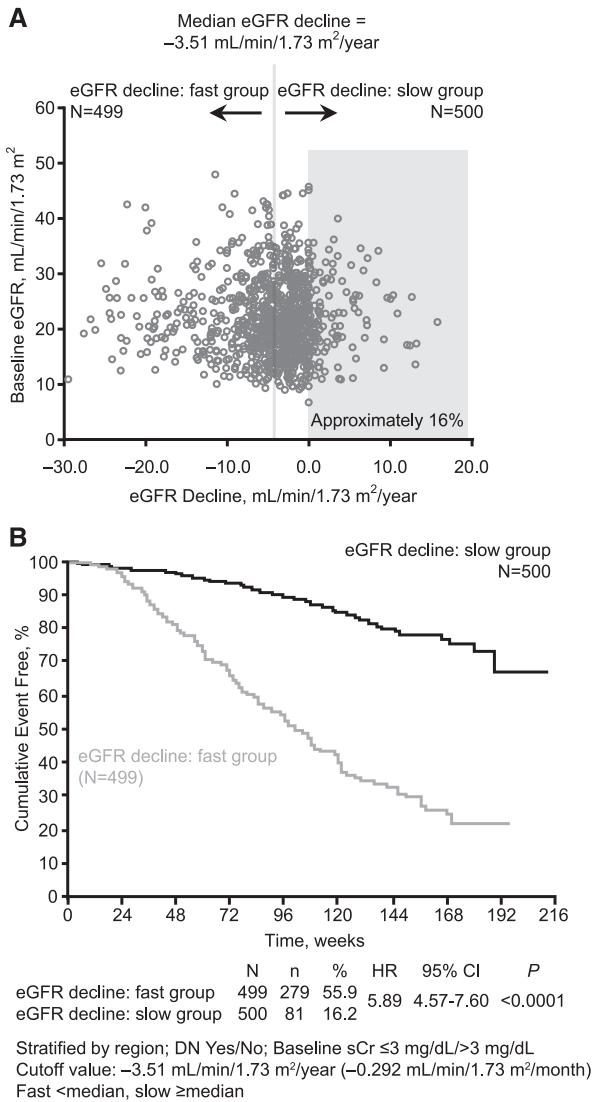 A
Median eGFR decline =
–3.51 mL/min/1.73 m²/year
eGFR decline: fast group
N=499
eGFR decline: slow group
N=500
60
50
40
30
20
10
0
Baseline eGFR, mL/min/1.73 m²
Approximately 16%
–30.0 –20.0 –10.0 0.0 10.0 20.0
eGFR Decline, mL/min/1.73 m²/year
B
eGFR decline: slow group
N=500
100
90
80
70
60
50
40
30
20
10
0
Cumulative Event Free, %
eGFR decline: fast group
(N=499)
0 24 48 72 96 120 144 168 192 216
Time, weeks
N n % HR 95% CI P
eGFR decline: fast group 499 279 55.9
5.89 4.57-7.60 <0.0001
eGFR decline: slow group 500 81 16.2
Stratified by region; DN Yes/No; Baseline sCr ≤3 mg/dL/>3 mg/dL
Cutoff value: –3.51 mL/min/1.73 m²/year (–0.292 mL/min/1.73 m²/month)
Fast <median, slow ≥median